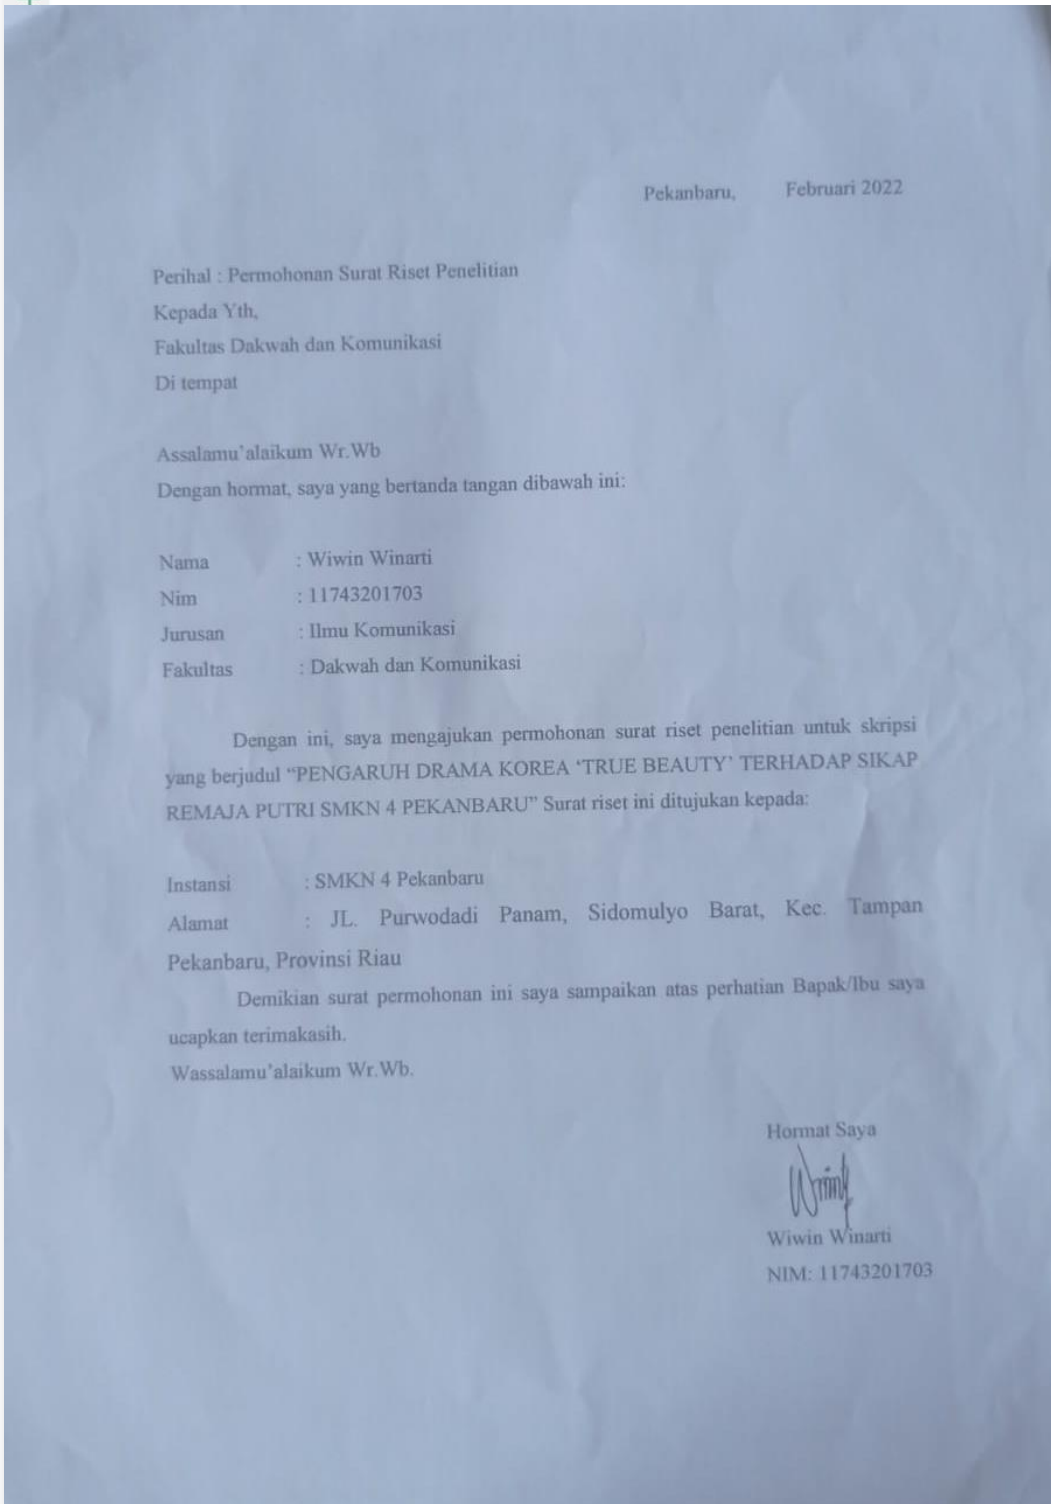 Pekanbaru, Februari 2022
Perihal : Permohonan Surat Riset Penelitian
Kepada Yth,
Fakultas Dakwah dan Komunikasi
Di tempat
Assalamu'alaikum Wr.Wb
Dengan hormat, saya yang bertanda tangan dibawah ini:
Nama : Wiwin Winarti
Nim : 11743201703
Jurusan : Ilmu Komunikasi
Fakultas : Dakwah dan Komunikasi
Dengan ini, saya mengajukan permohonan surat riset penelitian untuk skripsi
yang berjudul “PENGARUH DRAMA KOREA ‘TRUE BEAUTY’ TERHADAP SIKAP
REMAJA PUTRI SMKN 4 PEKANBARU” Surat riset ini ditujukan kepada:
Instansi : SMKN 4 Pekanbaru
Alamat : JL. Purwodadi Panam, Sidomulyo Barat, Kec. Tampan
Pekanbaru, Provinsi Riau
Demikian surat permohonan ini saya sampaikan atas perhatian Bapak/Ibu saya
ucapkan terimakasih.
Wassalamu'alaikum Wr.Wb.
Hormat Saya
Wiwin Winarti
NIM: 11743201703